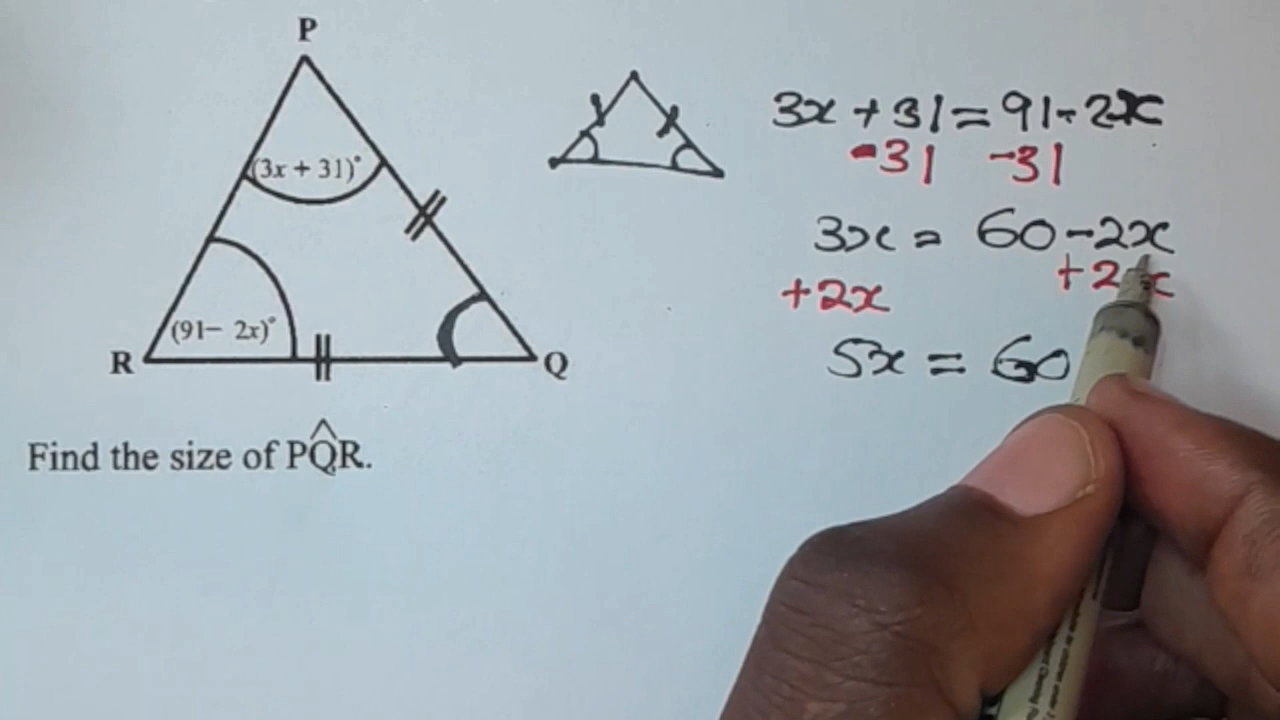 P
(3x + 31)°
(91− 2x)°
R
Q
Find the size of PQ̂R.
3x + 31 = 91 - 2x
-31 -31
3x = 60 - 2x
+2x +2x
5x = 60